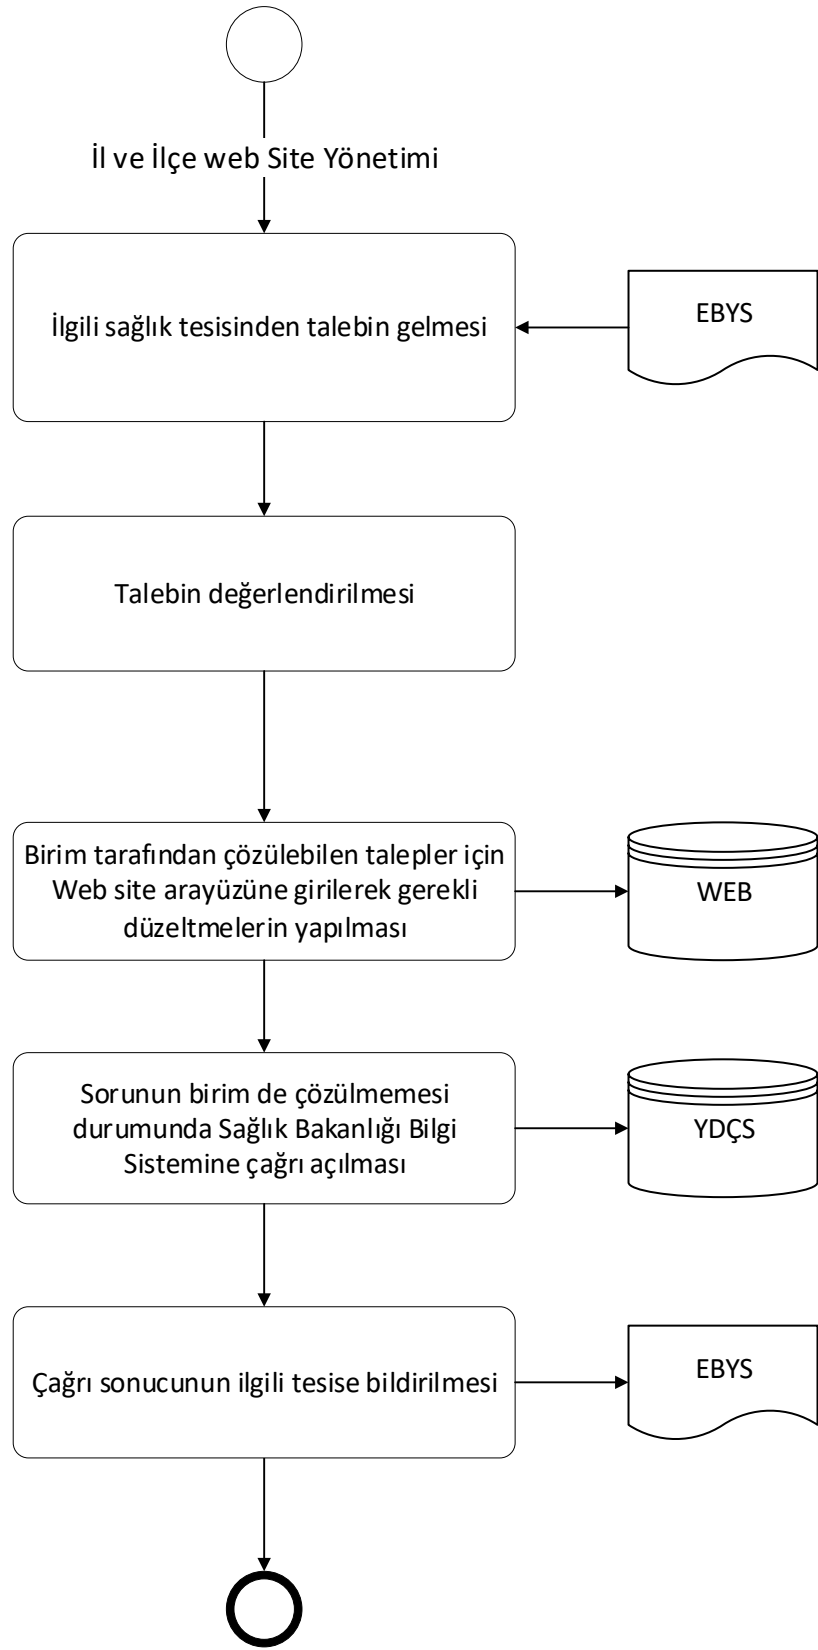 İl ve İlçe web Site Yönetimi
İlgili sağlık tesisinden talebin gelmesi
EBYS
Talebin değerlendirilmesi
Birim tarafından çözülebilen talepler için
Web site arayüzüne girilerek gerekli
düzeltmelerin yapılması
WEB
Sorunun birim de çözülmemesi
durumunda Sağlık Bakanlığı Bilgi
Sistemine çağrı açılması
YDÇS
Çağrı sonucunun ilgili tesise bildirilmesi
EBYS